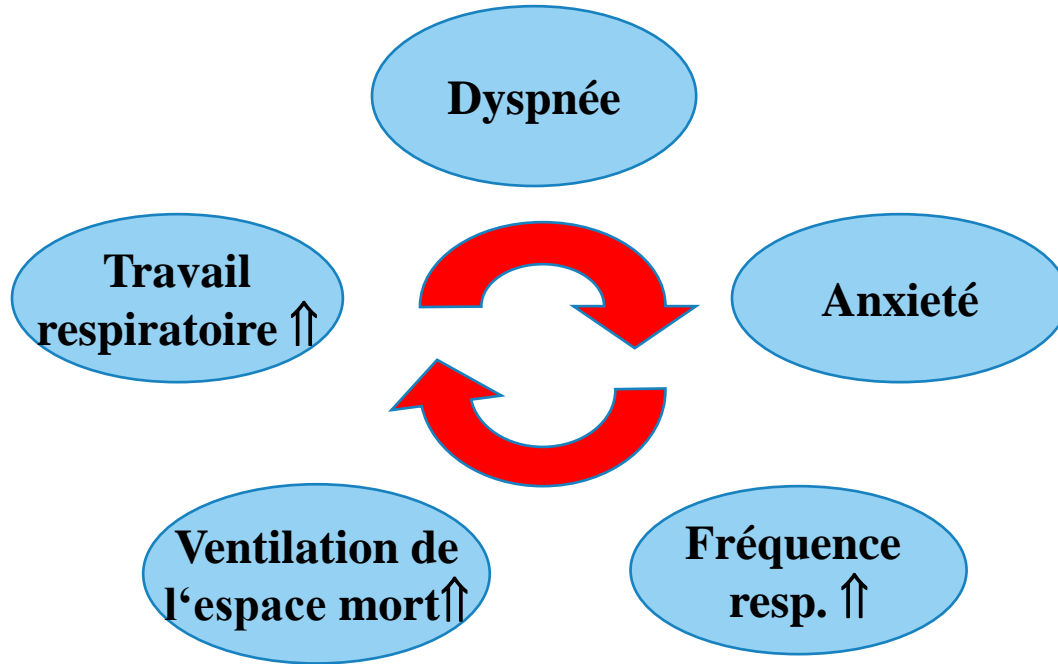 Dyspnée
Travail
respiratoire ⇑
Anxieté
Ventilation de
l‘espace mort⇑
Fréquence
resp. ⇑